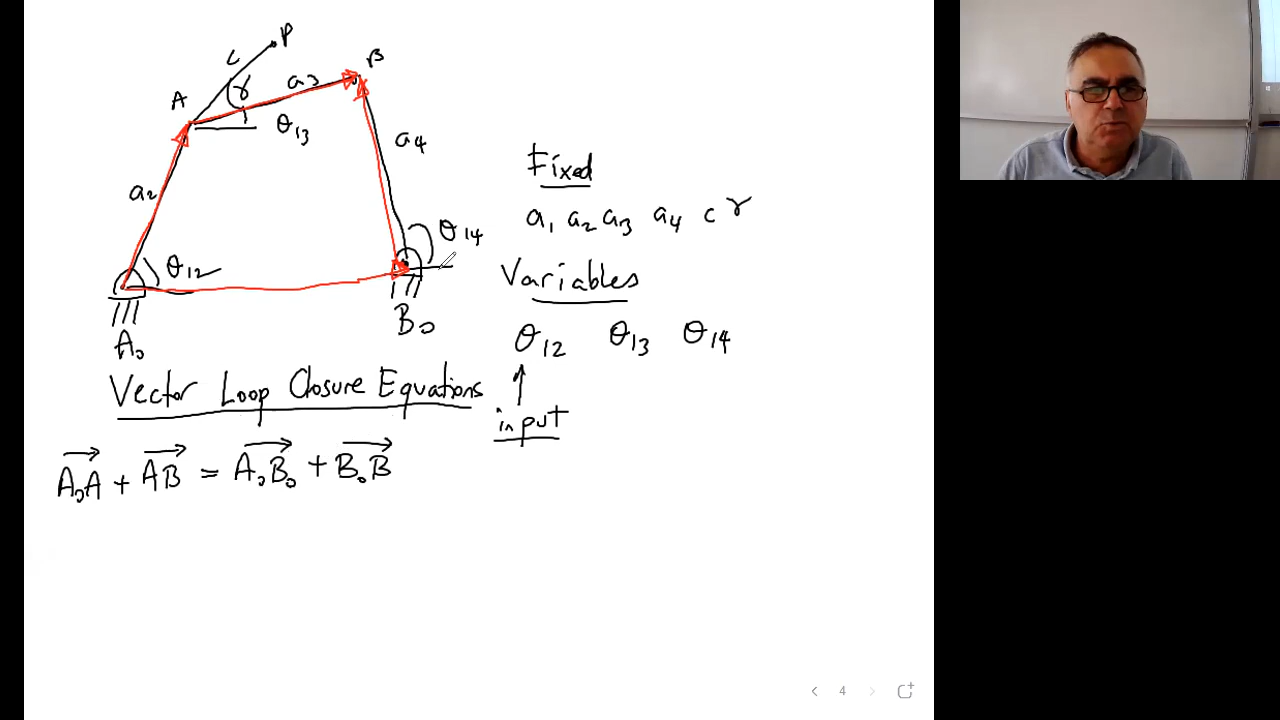 P
C
B
A
γ
a3
θ13
a4
a2
θ14
θ12
A₀
B₀
Fixed
a1 a2 a3 a4 c γ
Variables
θ12 θ13 θ14
input
Vector Loop Closure Equations
A₀A + AB = A₀B₀ + B₀B
4